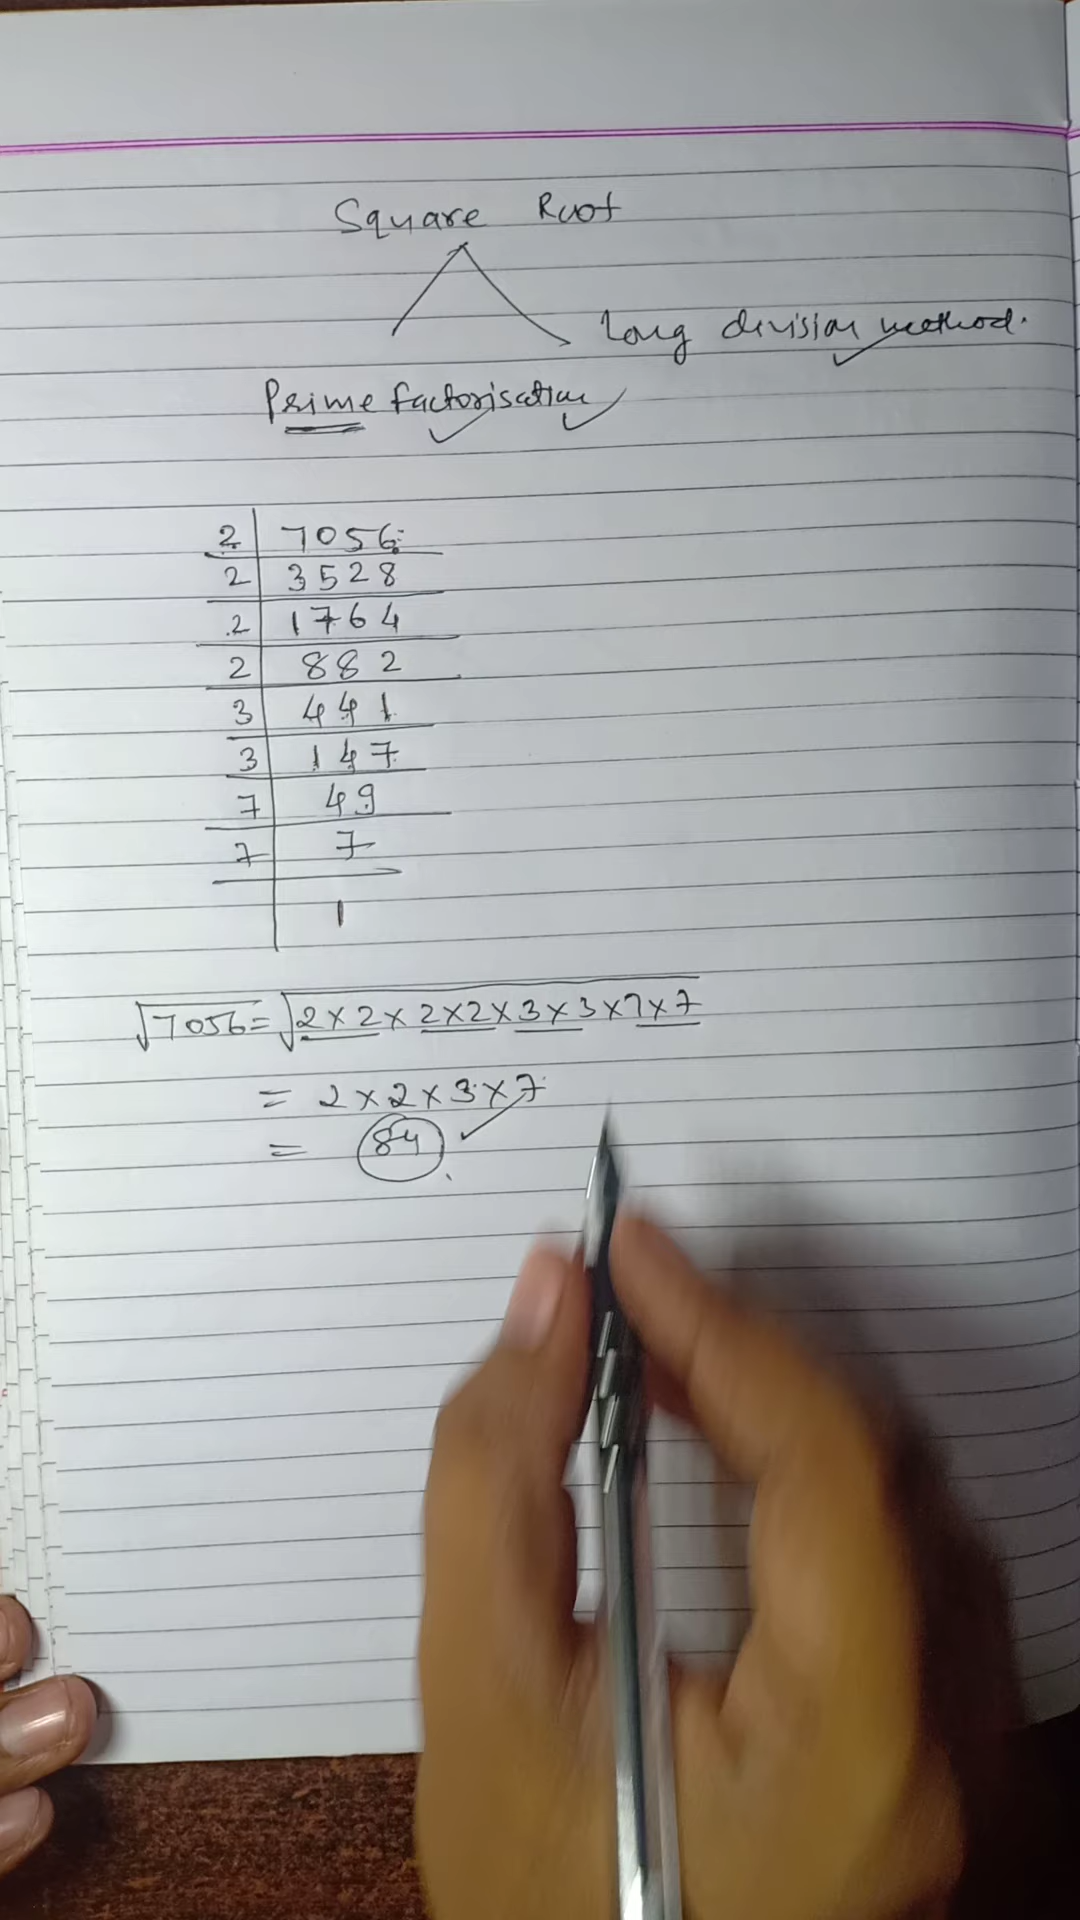 Square Root
Long division method.
Prime factorisation
2 7056
2 3528
2 1764
2 882
3 441
3 147
7 49
7 7
1
√7056 = √2×2×2×2×3×3×7×7
= 2×2×3×7
= 84